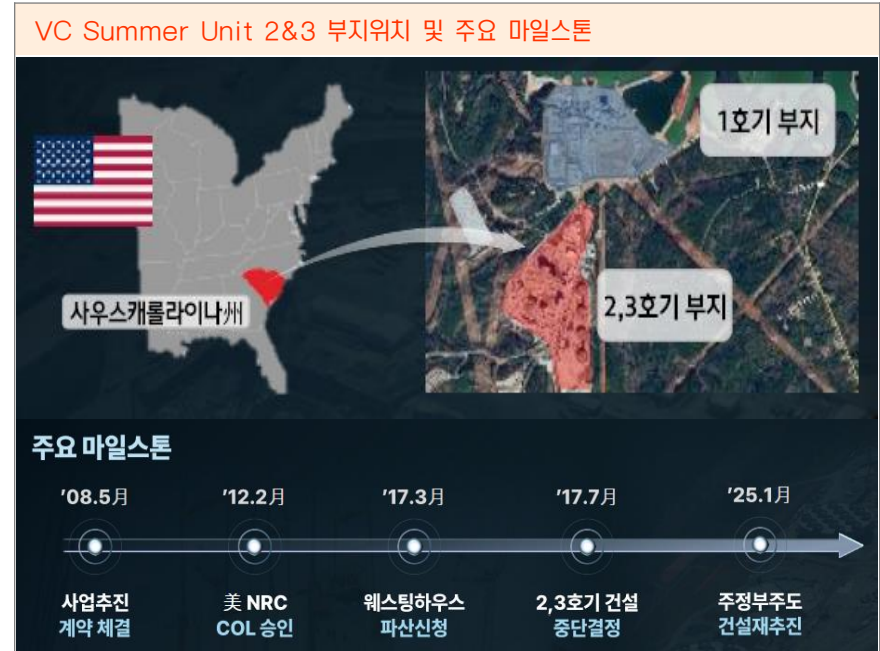 VC Summer Unit 2&3 부지위치 및 주요 마일스톤
1호기 부지
사우스캐롤라이나州
2,3호기 부지
주요 마일스톤
'08.5月
'12.2月
'17.3月
'17.7月
'25.1月
사업추진
계약 체결
美 NRC
COL 승인
웨스팅하우스
파산신청
2,3호기 건설
중단결정
주정부주도
건설재추진